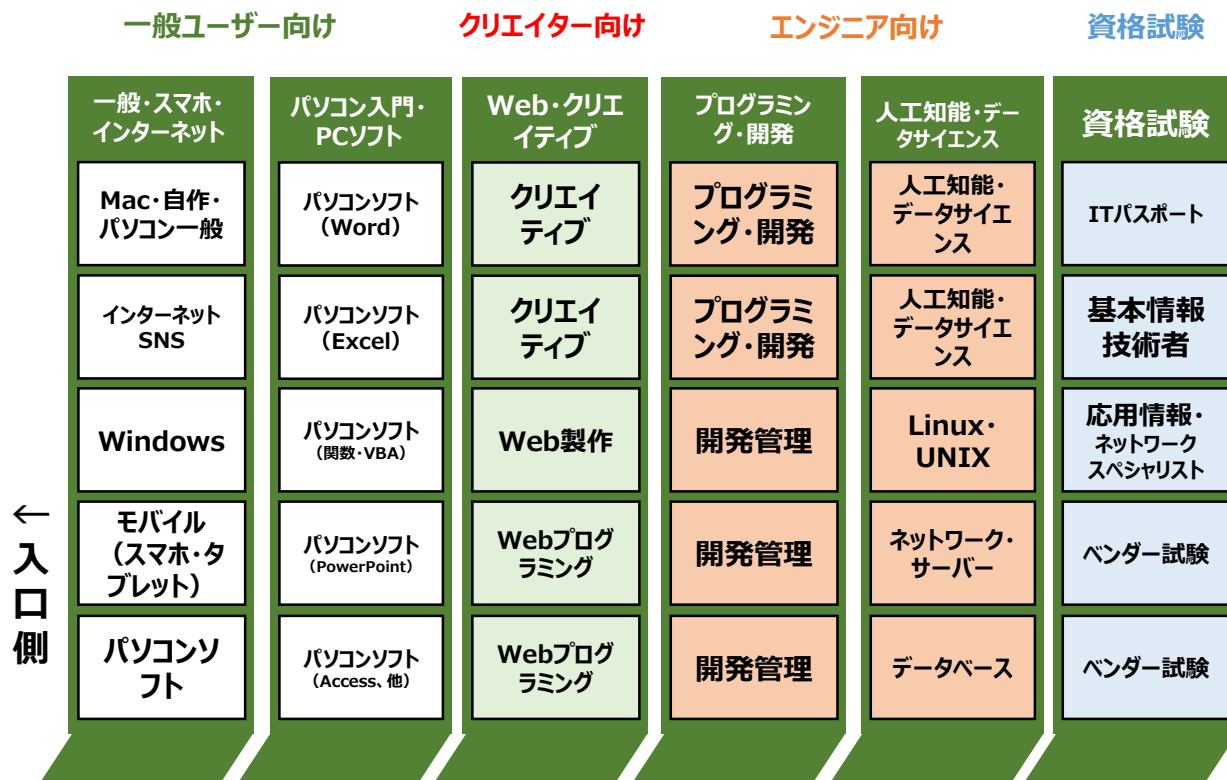 一般ユーザー向け
クリエイター向け
エンジニア向け
資格試験
一般・スマホ・
インターネット
パソコン入門・
PCソフト
Web・クリエ
イティブ
プログラミン
グ・開発
人工知能・デー
タサイエンス
資格試験
Mac・自作・
パソコン一般
パソコンソフト
（Word）
クリエイ
ティブ
プログラミ
ング・開発
人工知能・
データサイエ
ンス
ITパスポート
インターネット
SNS
パソコンソフト
（Excel）
クリエイ
ティブ
プログラミ
ング・開発
人工知能・
データサイエ
ンス
基本情報
技術者
Windows
パソコンソフト
（関数・VBA）
Web製作
開発管理
Linux・
UNIX
応用情報・
ネットワーク
スペシャリスト
モバイル
（スマホ・タ
ブレット）
パソコンソフト
（PowerPoint）
Webプログ
ラミング
開発管理
ネットワーク・
サーバー
ベンダー試験
パソコンソ
フト
パソコンソフト
（Access、他）
Webプログ
ラミング
開発管理
データベース
ベンダー試験
←入口側